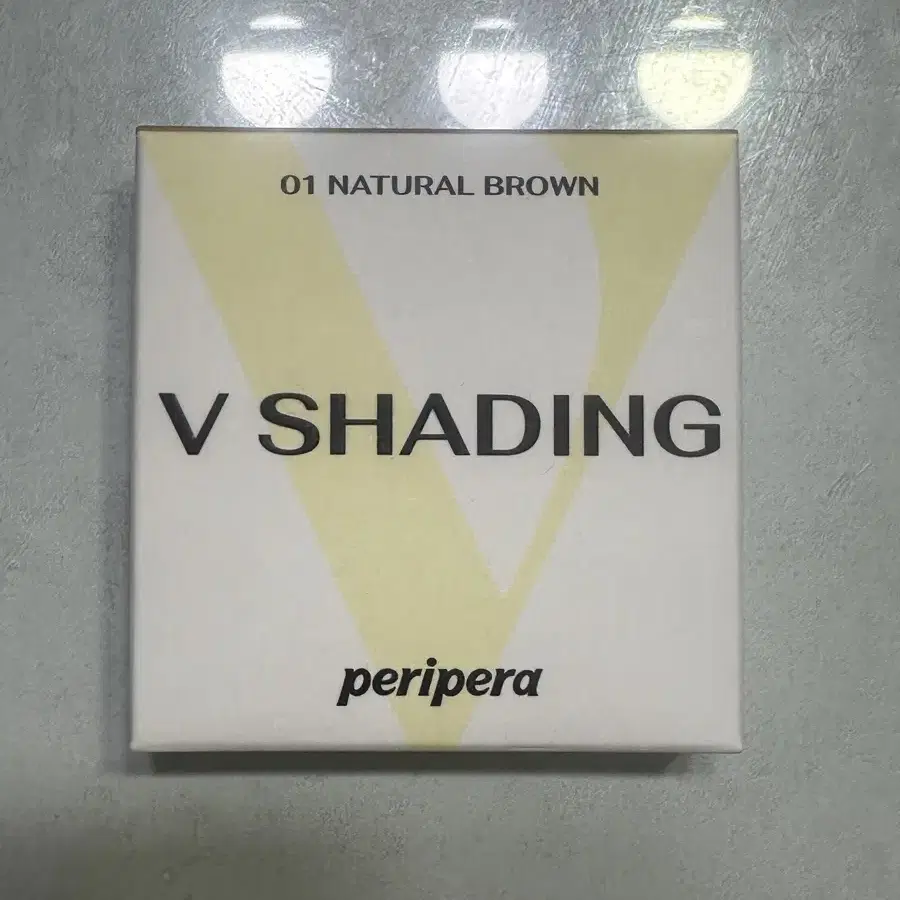 01 NATURAL BROWN
V SHADING
peripera